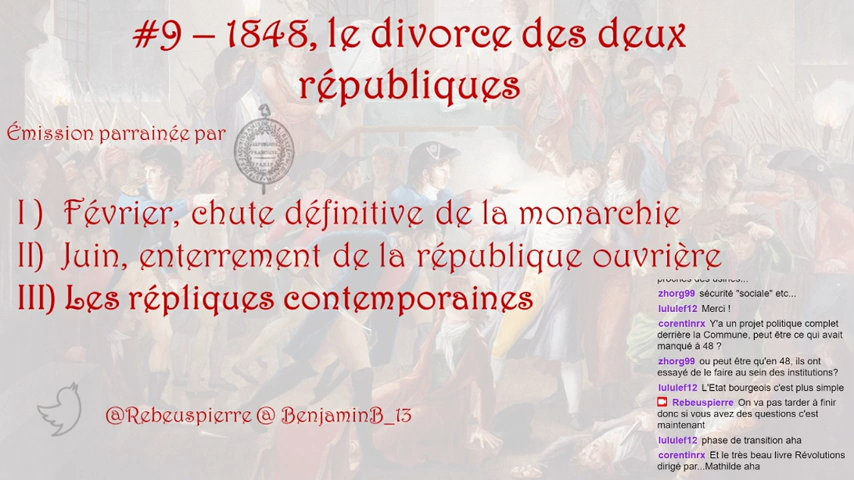 #9 – 1848, le divorce des deux
républiques
Émission parrainée par
I ) Février, chute définitive de la monarchie
II) Juin, enterrement de la république ouvrière
III) Les répliques contemporaines
proches des usines...
zhorg99 sécurité "sociale" etc...
lululef12 Merci !
corentinrx Y'a un projet politique complet
derrière la Commune, peut être ce qui avait
manqué à 48 ?
zhorg99 ou peut être qu'en 48, ils ont
essayé de le faire au sein des institutions?
lululef12 L'Etat bourgeois c'est plus simple
Rebeuspierre On va pas tarder à finir
donc si vous avez des questions c'est
maintenant
lululef12 phase de transition aha
corentinrx Et le très beau livre Révolutions
dirigé par...Mathilde aha
@Rebeuspierre @ BenjaminB_13